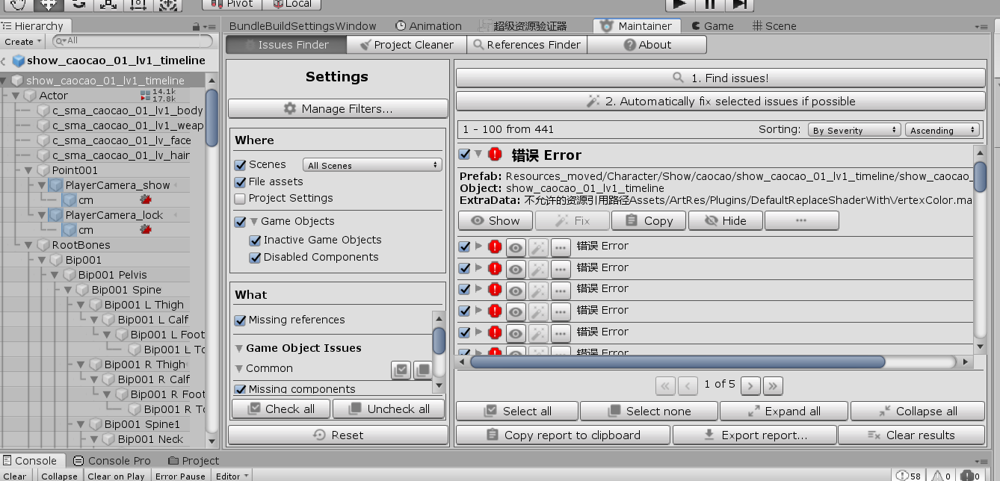 Pivot Local
Hierarchy
BundleBuildSettingsWindow Animation 超级资源验证器 Maintainer Game Scene
Create All
show_caocao_01_lv1_timeline
show_caocao_01_lv1_timeline
Actor 14.1k 17.8k
c_sma_caocao_01_lv1_body
c_sma_caocao_01_lv1_weap
c_sma_caocao_01_lv_face
c_sma_caocao_01_lv_hair
Point001
PlayerCamera_show
cm
PlayerCamera_lock
cm
RootBones
Bip001
Bip001 Pelvis
Bip001 Spine
Bip001 L Thigh
Bip001 L Calf
Bip001 L Foot
Bip001 L To
Bip001 R Thigh
Bip001 R Calf
Bip001 R Foot
Bip001 R To
Bip001 Spine1
Bip001 Neck
Issues Finder Project Cleaner References Finder About
Settings
Manage Filters...
Where
Scenes All Scenes
File assets
Project Settings
Game Objects
Inactive Game Objects
Disabled Components
What
Missing references
Game Object Issues
Common
Missing components
Check all Uncheck all
Reset
1. Find issues!
2. Automatically fix selected issues if possible
1 - 100 from 441 Sorting: By Severity Ascending
错误 Error
Prefab: Resources_moved/Character/Show/caocao/show_caocao_01_lv1_timeline/show_caocao_
Object: show_caocao_01_lv1_timeline
ExtraData: 不允许的资源引用路径Assets/ArtRes/Plugins/DefaultReplaceShaderWithVertexColor.ma
Show Fix Copy Hide ...
错误 Error
错误 Error
错误 Error
错误 Error
错误 Error
错误 Error
1 of 5
Select all Select none Expand all Collapse all
Copy report to clipboard Export report... Clear results
Console Console Pro Project
Clear Collapse Clear on Play Error Pause Editor 58 0 0